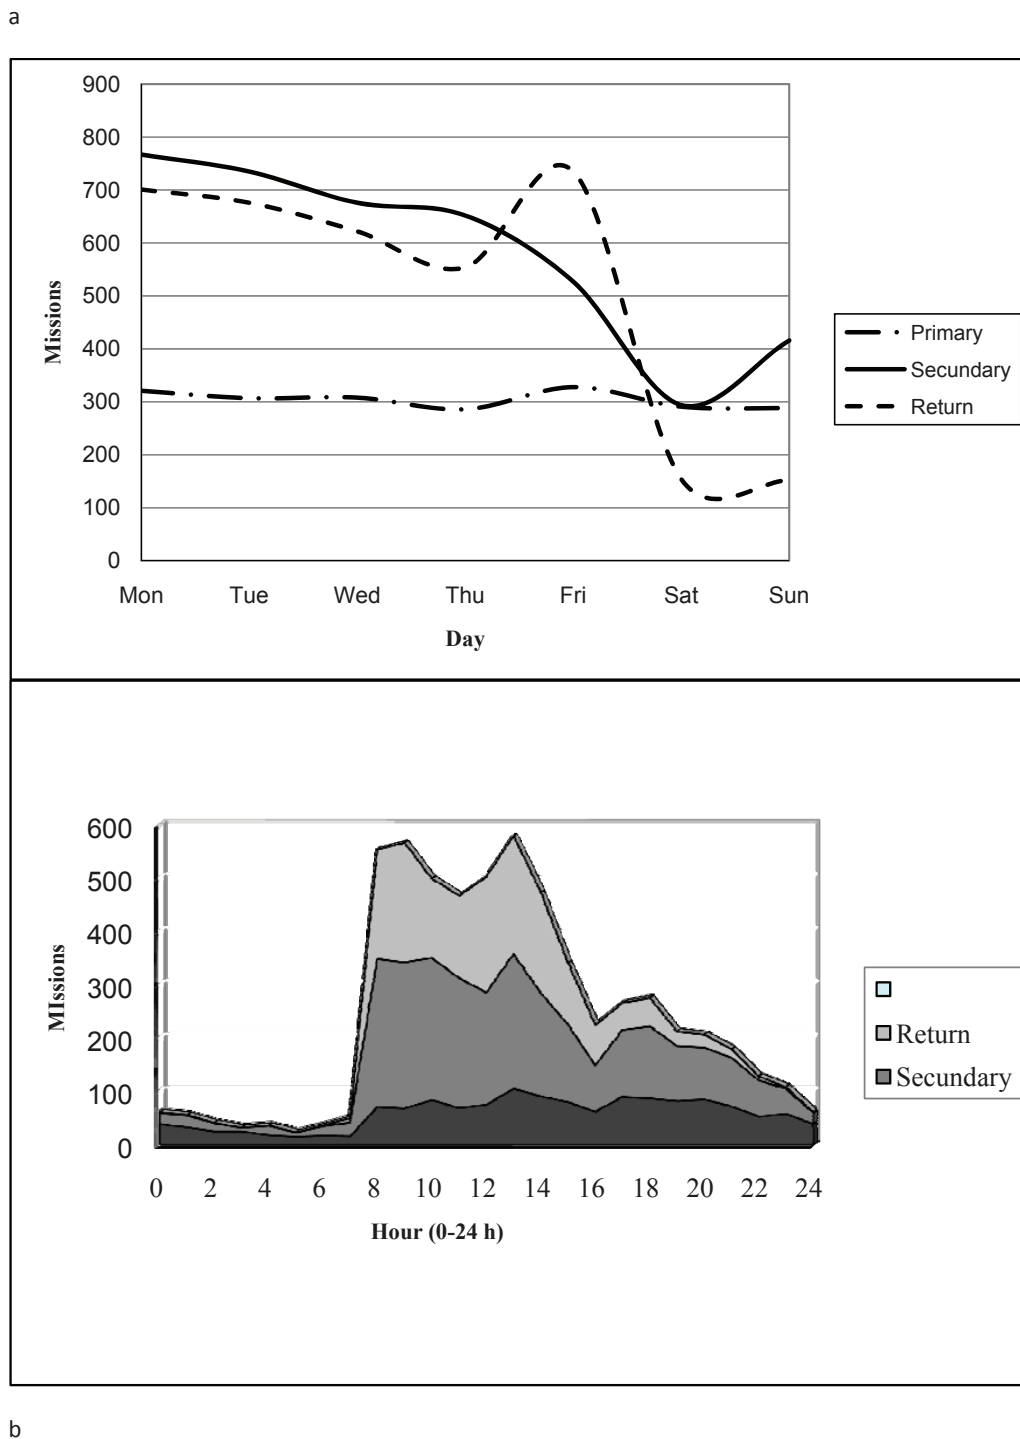 a
900
800
700
600
500
400
300
200
100
0
Missions
Mon Tue Wed Thu Fri Sat Sun
Day
Primary
Secundary
Return
600
500
400
300
200
100
0
MIssions
0 2 4 6 8 10 12 14 16 18 20 22 24
Hour (0-24 h)
Return
Secundary
b